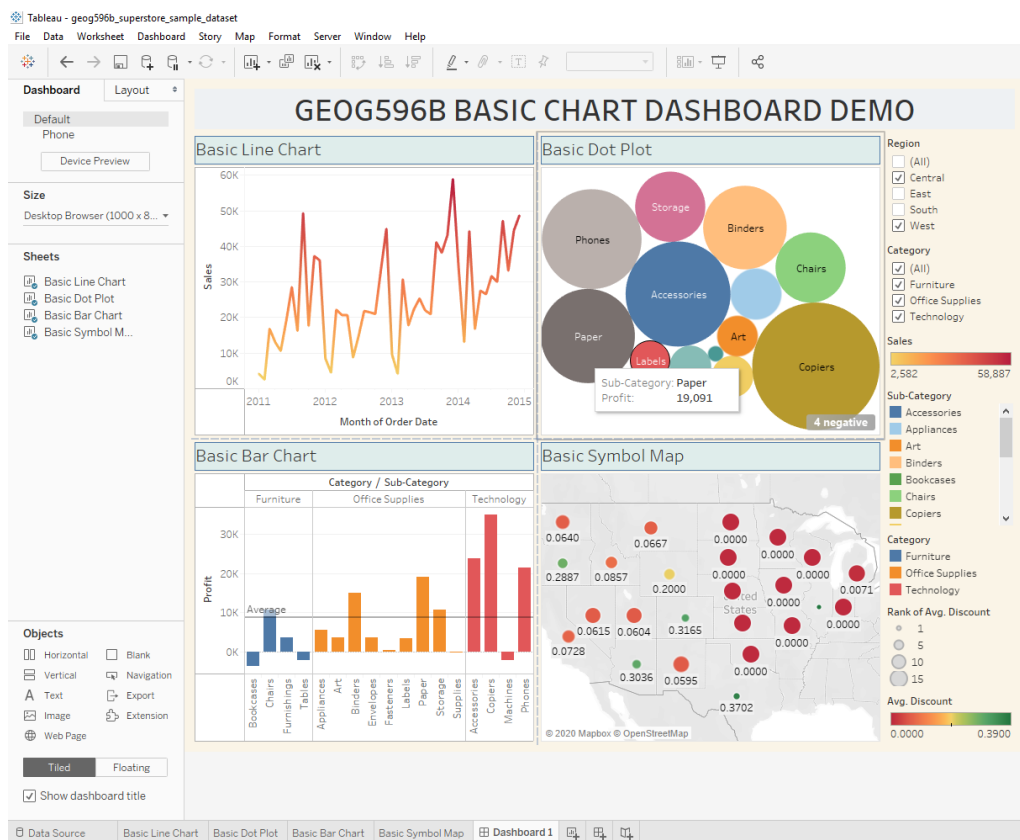 Tableau - geog596b_superstore_sample_dataset
File Data Worksheet Dashboard Story Map Format Server Window Help
Dashboard Layout
Default
Phone
Device Preview
Size
Desktop Browser (1000 x 8...
Sheets
Basic Line Chart
Basic Dot Plot
Basic Bar Chart
Basic Symbol M...
Objects
Horizontal Blank
Vertical Navigation
A Text Export
Image Extension
Web Page
Tiled Floating
Show dashboard title
GEOG596B BASIC CHART DASHBOARD DEMO
Basic Line Chart
60K
50K
40K
30K
20K
10K
0K
Sales
2011 2012 2013 2014 2015
Month of Order Date
Basic Dot Plot
Storage
Phones
Binders
Chairs
Accessories
Paper
Art
Labels
Copiers
Sub-Category: Paper
Profit: 19,091
4 negative
Basic Bar Chart
Category / Sub-Category
Furniture Office Supplies Technology
30K
20K
10K
0K
Profit
Average
Bookcases
Chairs
Furnishings
Tables
Appliances
Art
Binders
Envelopes
Fasteners
Labels
Paper
Storage
Supplies
Accessories
Copiers
Machines
Phones
Basic Symbol Map
0.0640
0.0667
0.0000
0.0000
0.2887
0.0857
0.2000
0.0000
0.0000
0.0071
United
States
0.0000
0.0000
0.0615
0.0604
0.3165
0.0728
0.0000
0.3036
0.0595
0.0000
0.3702
© 2020 Mapbox © OpenStreetMap
Region
(All)
Central
East
South
West
Category
(All)
Furniture
Office Supplies
Technology
Sales
2,582 58,887
Sub-Category
Accessories
Appliances
Art
Binders
Bookcases
Chairs
Copiers
Category
Furniture
Office Supplies
Technology
Rank of Avg. Discount
1
5
10
15
Avg. Discount
0.0000 0.3900
Data Source Basic Line Chart Basic Dot Plot Basic Bar Chart Basic Symbol Map Dashboard 1